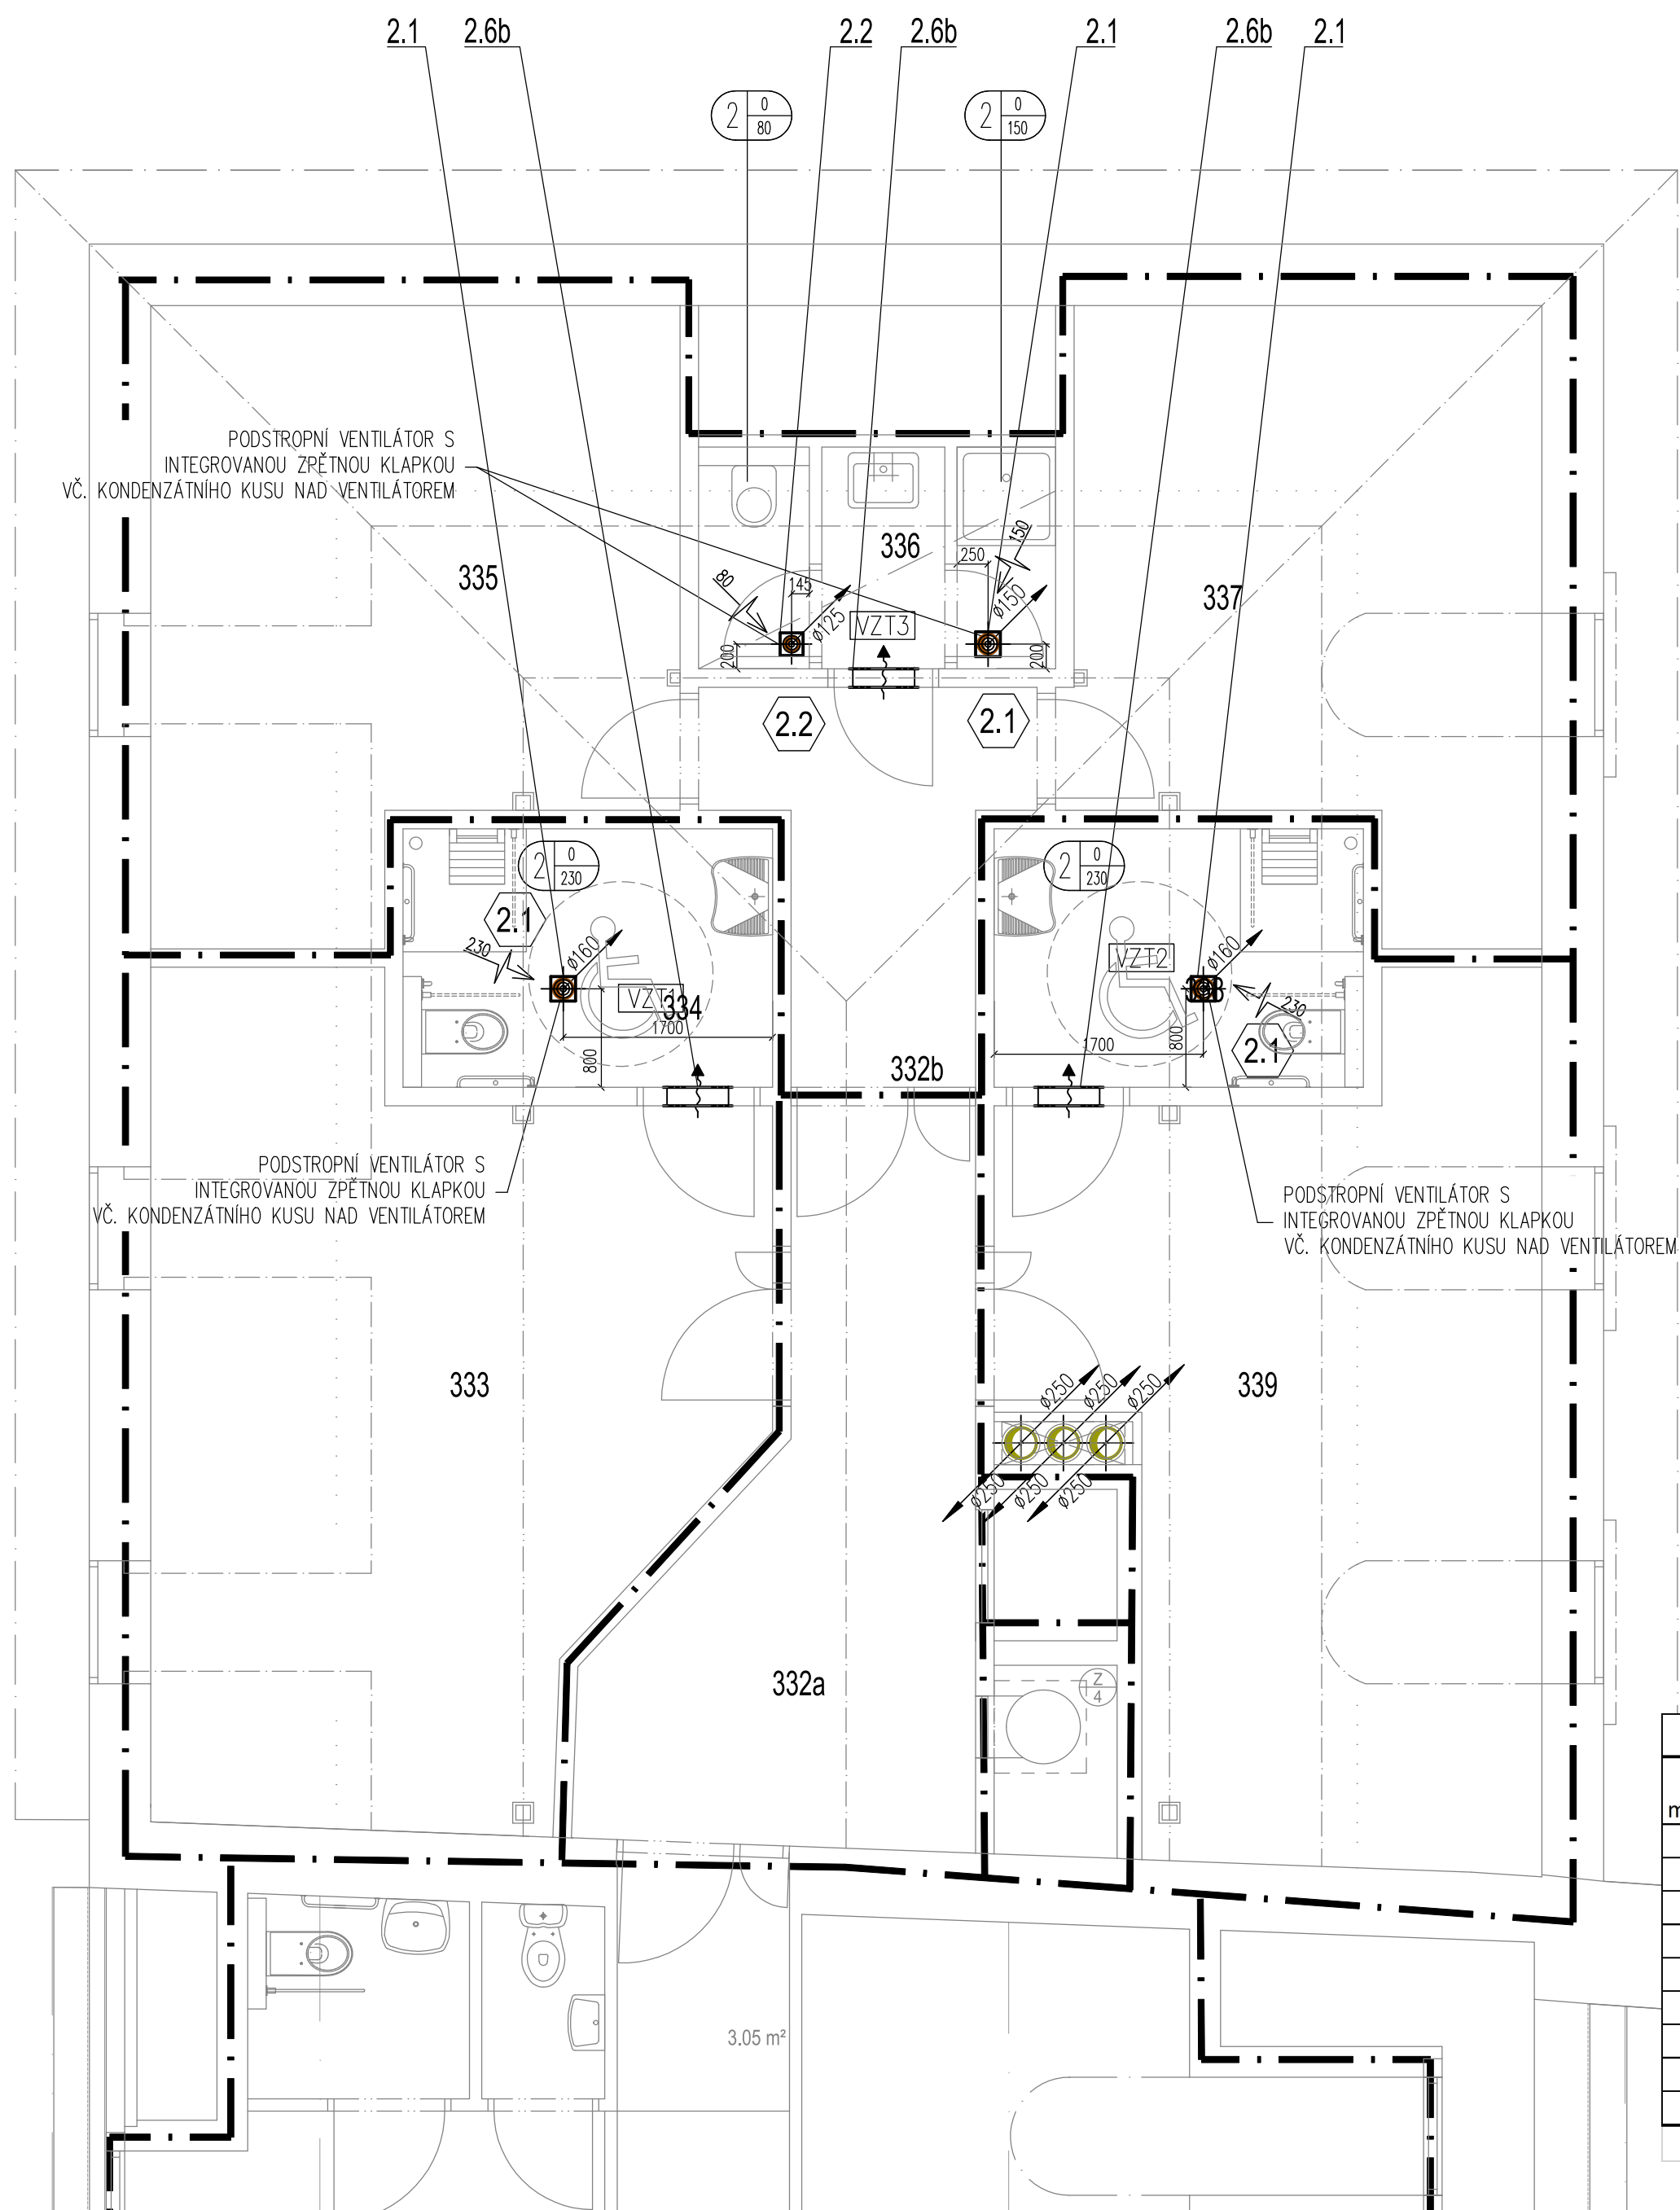 2.1
2.6b
2.2
2.6b
2.1
2.6b
2.1
2
0
80
2
0
150
PODSTROPNÍ VENTILÁTOR S
INTEGROVANOU ZPĚTNOU KLAPKOU
VČ. KONDENZÁTNÍHO KUSU NAD VENTILÁTOREM
335
336
337
80
145
ø125
200
VZT3
250
150
ø150
200
2.2
2.1
2
0
230
2.1
230
ø160
VZT1
334
1700
800
2
0
230
VZT2
ø160
230
2.1
1700
800
332b
PODSTROPNÍ VENTILÁTOR S
INTEGROVANOU ZPĚTNOU KLAPKOU
VČ. KONDENZÁTNÍHO KUSU NAD VENTILÁTOREM
PODSTROPNÍ VENTILÁTOR S
INTEGROVANOU ZPĚTNOU KLAPKOU
VČ. KONDENZÁTNÍHO KUSU NAD VENTILÁTOREM
333
339
ø250
ø250
ø250
ø250
ø250
ø250
332a
Z
4
3.05 m²